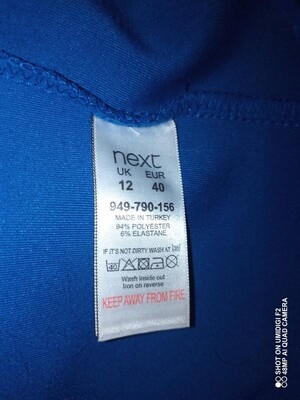 next
UK EUR
12 40
949-790-156
MADE IN TURKEY
94% POLYESTER
6% ELASTANE
IF IT'S NOT DIRTY WASH AT
40
Wash inside out
Iron on reverse
KEEP AWAY FROM FIRE
SHOT ON UMIDIGI F2
48MP AI QUAD CAMERA